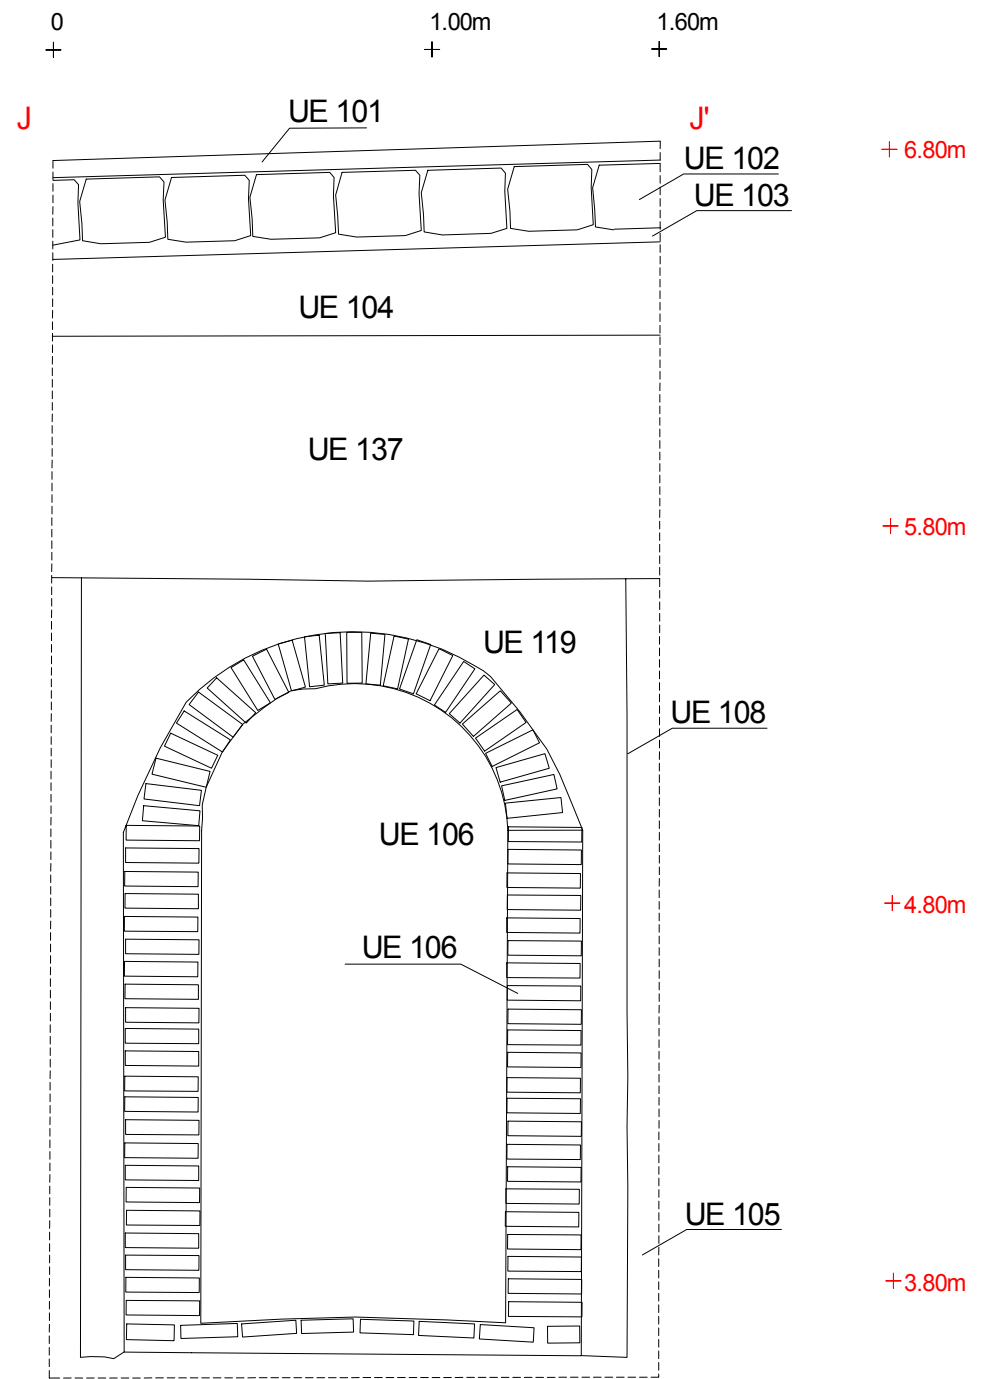 0 1.00m 1.60m
J J'
UE 101
+ 6.80m
UE 102
UE 103
UE 104
UE 137
+ 5.80m
UE 119
UE 108
UE 106
+ 4.80m
UE 106
UE 105
+ 3.80m